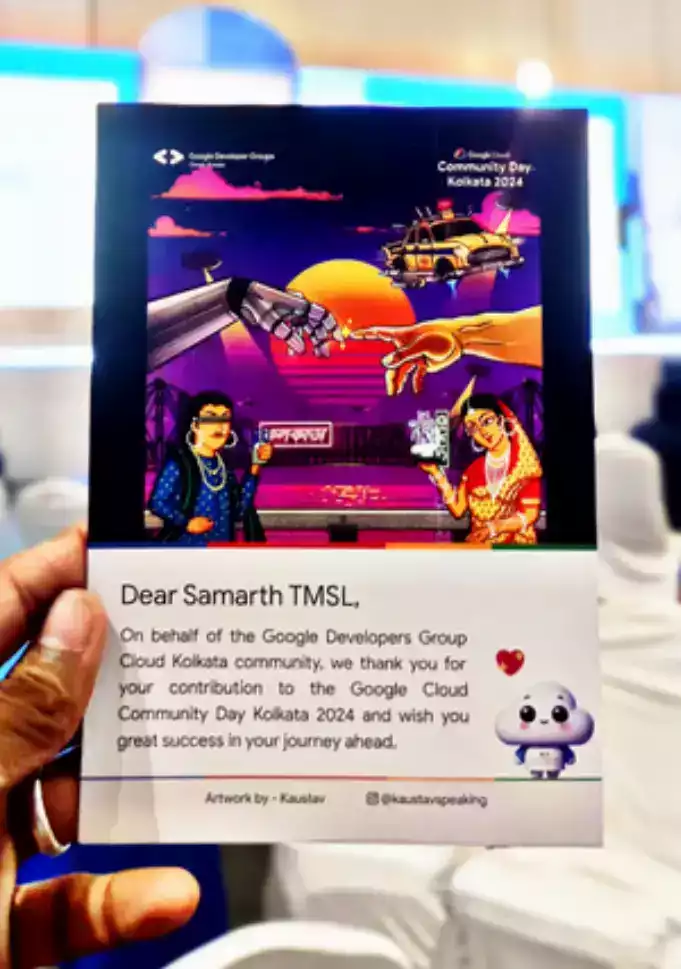 Google Developer Groups
Google Cloud
Community Day
Kolkata 2024
Dear Samarth TMSL,
On behalf of the Google Developers Group
Cloud Kolkata community, we thank you for
your contribution to the Google Cloud
Community Day Kolkata 2024 and wish you
great success in your journey ahead.
Artwork by - Kaustav
@kaustavspeaking